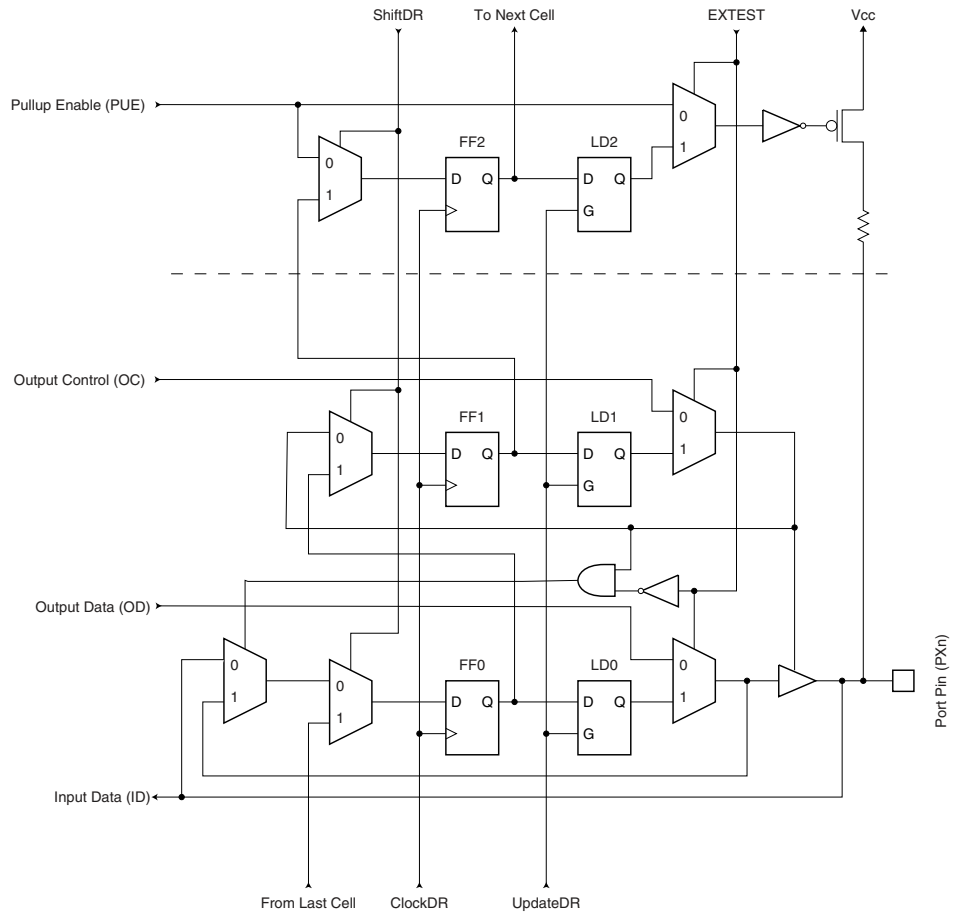 ShiftDR
To Next Cell
EXTEST
Vcc
Pullup Enable (PUE)
0
1
FF2
D Q
LD2
D Q
G
0
1
Output Control (OC)
0
1
FF1
D Q
LD1
D Q
G
0
1
Output Data (OD)
0
1
0
1
FF0
D Q
LD0
D Q
G
0
1
Port Pin (PXn)
Input Data (ID)
From Last Cell
ClockDR
UpdateDR